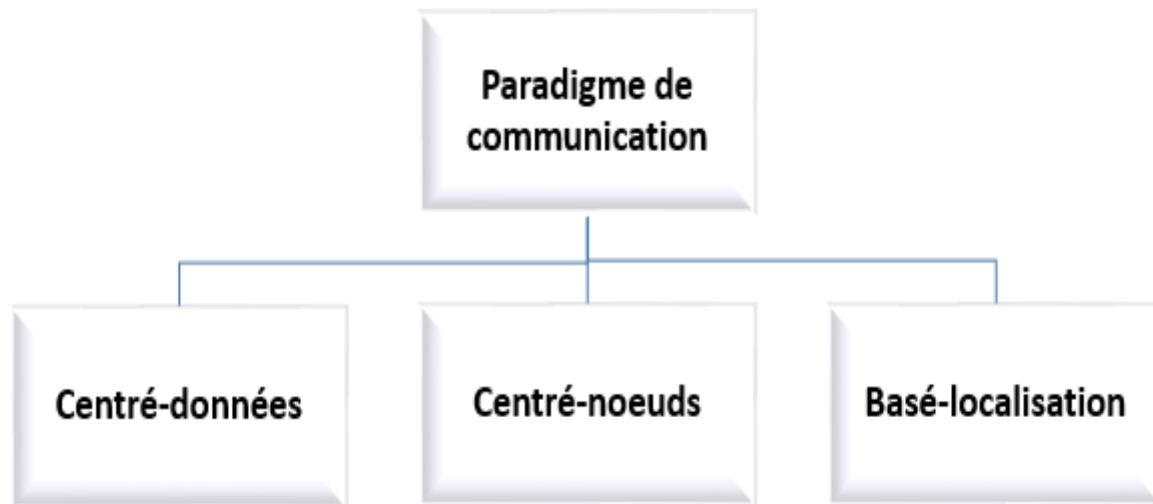 Paradigme de
communication
Centré-données
Centré-noeuds
Basé-localisation